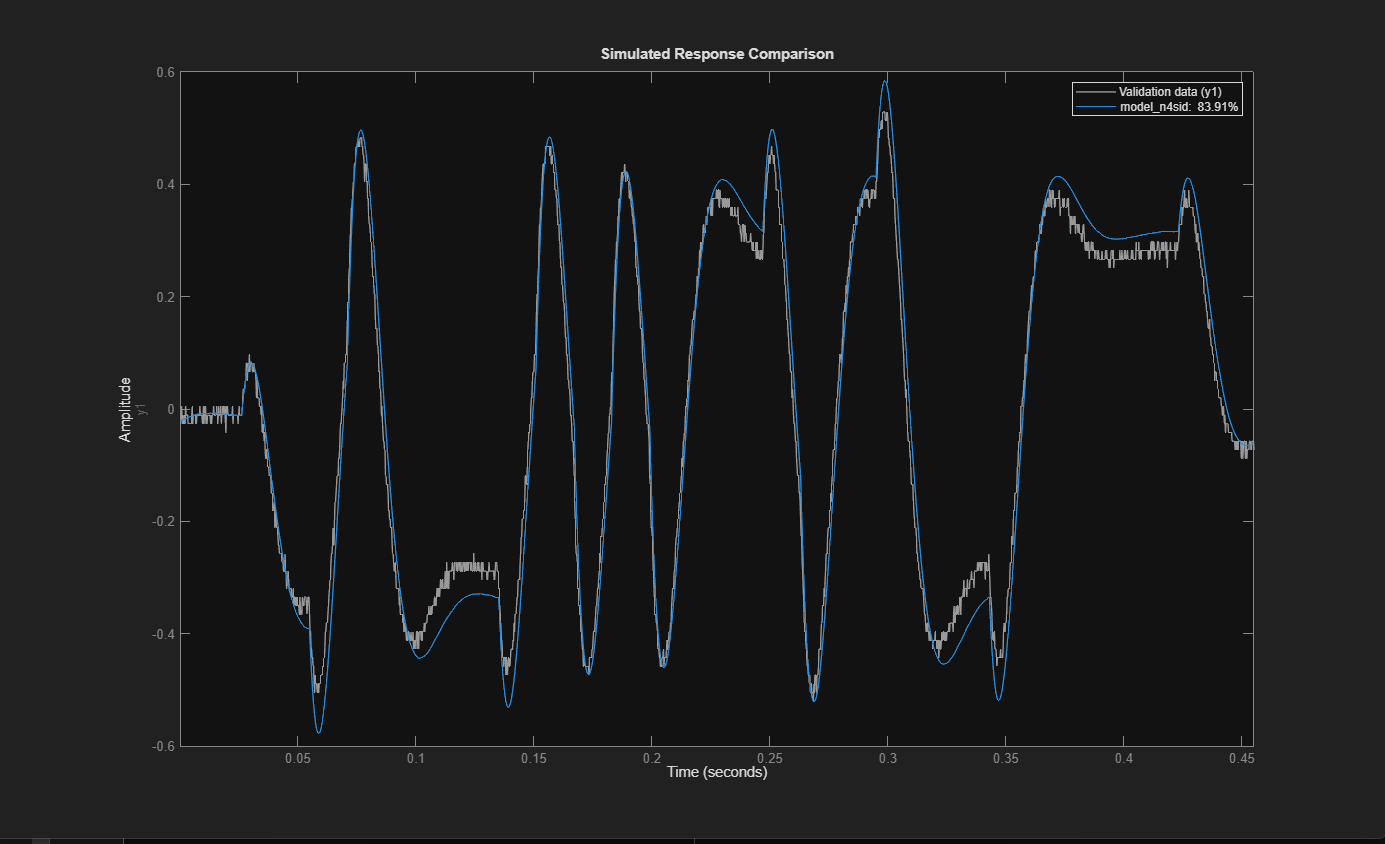 Simulated Response Comparison
Validation data (y1)
model_n4sid: 83.91%
0.6
0.4
0.2
0
-0.2
-0.4
-0.6
Amplitude
y1
0.05 0.1 0.15 0.2 0.25 0.3 0.35 0.4 0.45
Time (seconds)